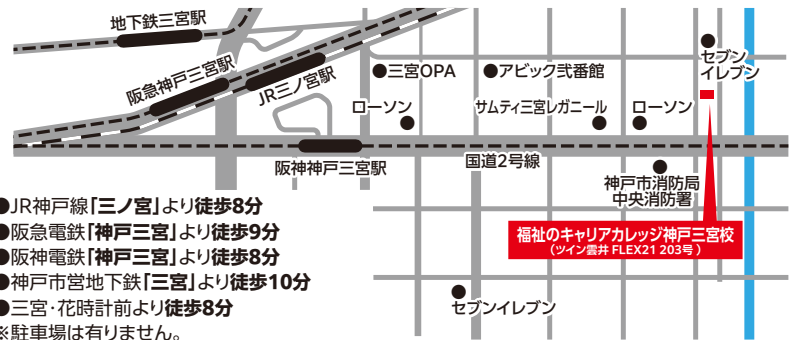 地下鉄三宮駅
阪急神戸三宮駅
JR三ノ宮駅
●三宮OPA
●アビック弐番館
セブン
イレブン
ローソン
サムティ三宮レガニール
ローソン
阪神神戸三宮駅
国道2号線
神戸市消防局
中央消防署
●JR神戸線「三ノ宮」より徒歩8分
●阪急電鉄「神戸三宮」より徒歩9分
●阪神電鉄「神戸三宮」より徒歩8分
●神戸市営地下鉄「三宮」より徒歩10分
●三宮・花時計前より徒歩8分
※駐車場は有りません。
福祉のキャリアカレッジ神戸三宮校
（ツイン雲井 FLEX21 203号）
セブンイレブン